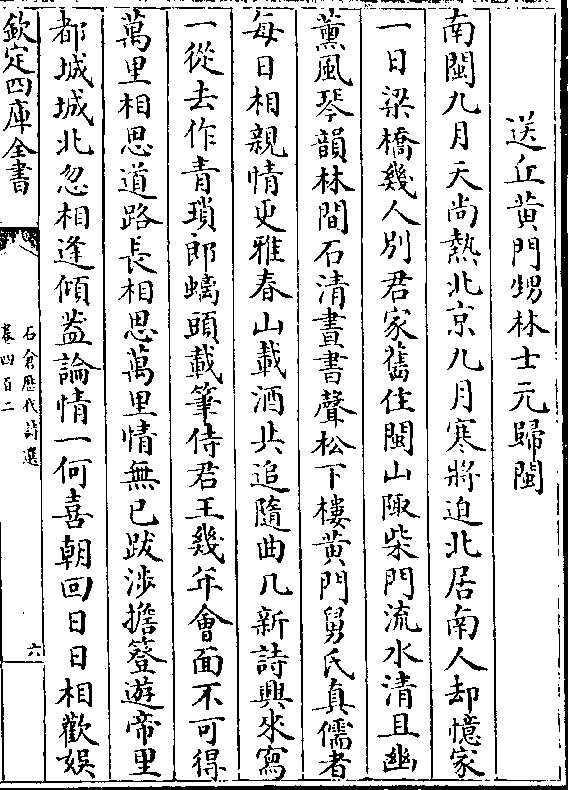 送丘黄門甥林士元歸閩
南閩九月天尚熱北京九月寒將迫北居南人却憶家
一日梁橋幾人別君家舊住閩山陬柴門流水清且幽
薰風琴韻林間石清晝書聲松下樓黄門舅氏真儒者
每日相親情更雅春山載酒共追隨曲几新詩興來寫
一從去作青瑣郎螭頭載筆侍君王幾年會面不可得
萬里相思道路長相思萬里情無已跋涉擔簦遊帝里
都城城北忽相逢傾葢論情一何喜朝回日日相歡娱
欽定四庫全書
石倉歷代詩選
卷四百二
六